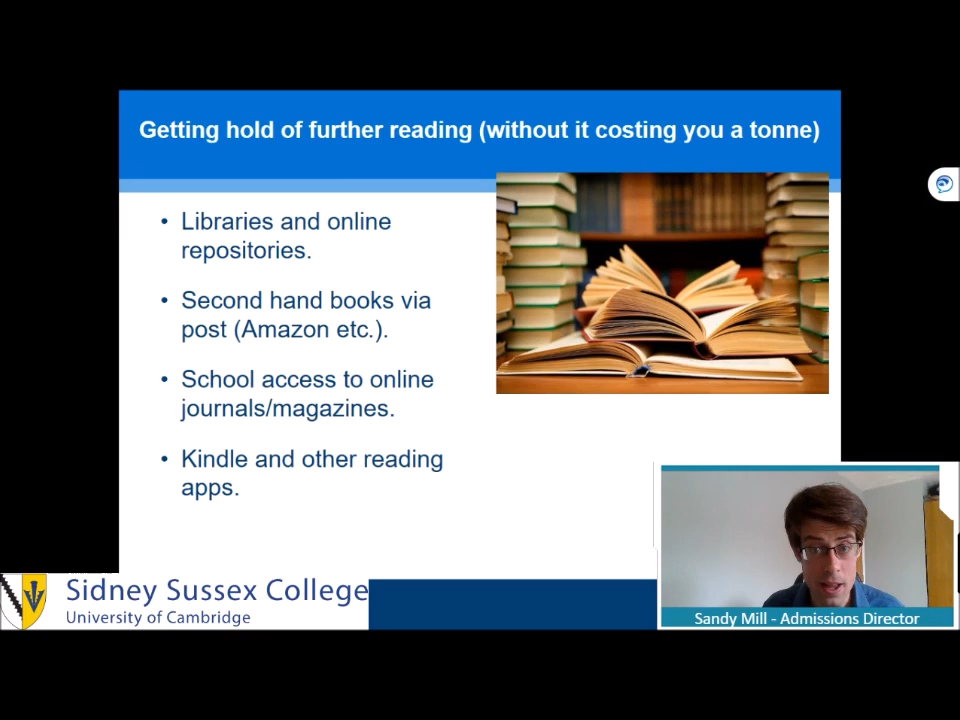 Getting hold of further reading (without it costing you a tonne)
• Libraries and online
repositories.
• Second hand books via
post (Amazon etc.).
• School access to online
journals/magazines.
• Kindle and other reading
apps.
Sidney Sussex College
University of Cambridge
Sandy Mill - Admissions Director